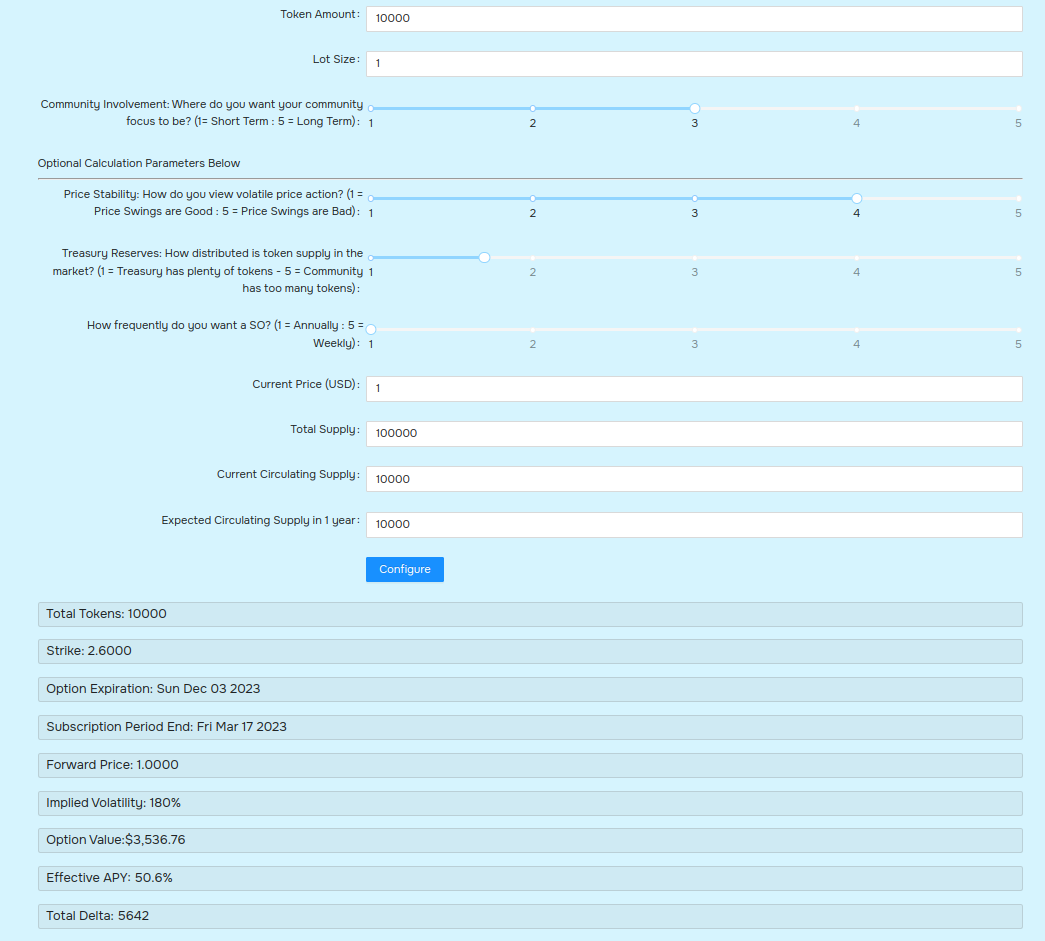 Token Amount:
10000
Lot Size:
1
Community Involvement: Where do you want your community
focus to be? (1= Short Term : 5 = Long Term):
1 2 3 4 5
Optional Calculation Parameters Below
Price Stability: How do you view volatile price action? (1 =
Price Swings are Good : 5 = Price Swings are Bad):
1 2 3 4 5
Treasury Reserves: How distributed is token supply in the
market? (1 = Treasury has plenty of tokens - 5 = Community
has too many tokens):
1 2 3 4 5
How frequently do you want a SO? (1 = Annually : 5 =
Weekly):
1 2 3 4 5
Current Price (USD):
1
Total Supply:
100000
Current Circulating Supply:
10000
Expected Circulating Supply in 1 year:
10000
Configure
Total Tokens: 10000
Strike: 2.6000
Option Expiration: Sun Dec 03 2023
Subscription Period End: Fri Mar 17 2023
Forward Price: 1.0000
Implied Volatility: 180%
Option Value:$3,536.76
Effective APY: 50.6%
Total Delta: 5642